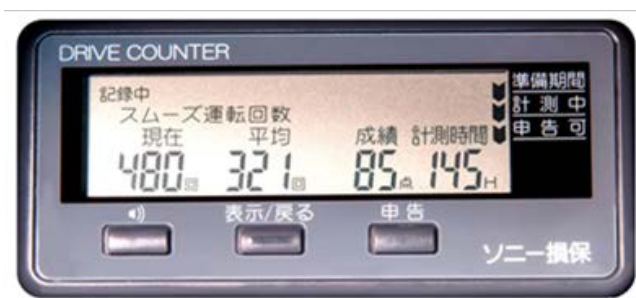 DRIVE COUNTER
記録中
スムーズ運転回数
現在 平均 成績 計測時間
480回 321回 85点 145H
準備期間
計測中
申告可
表示/戻る 申告
ソニー損保